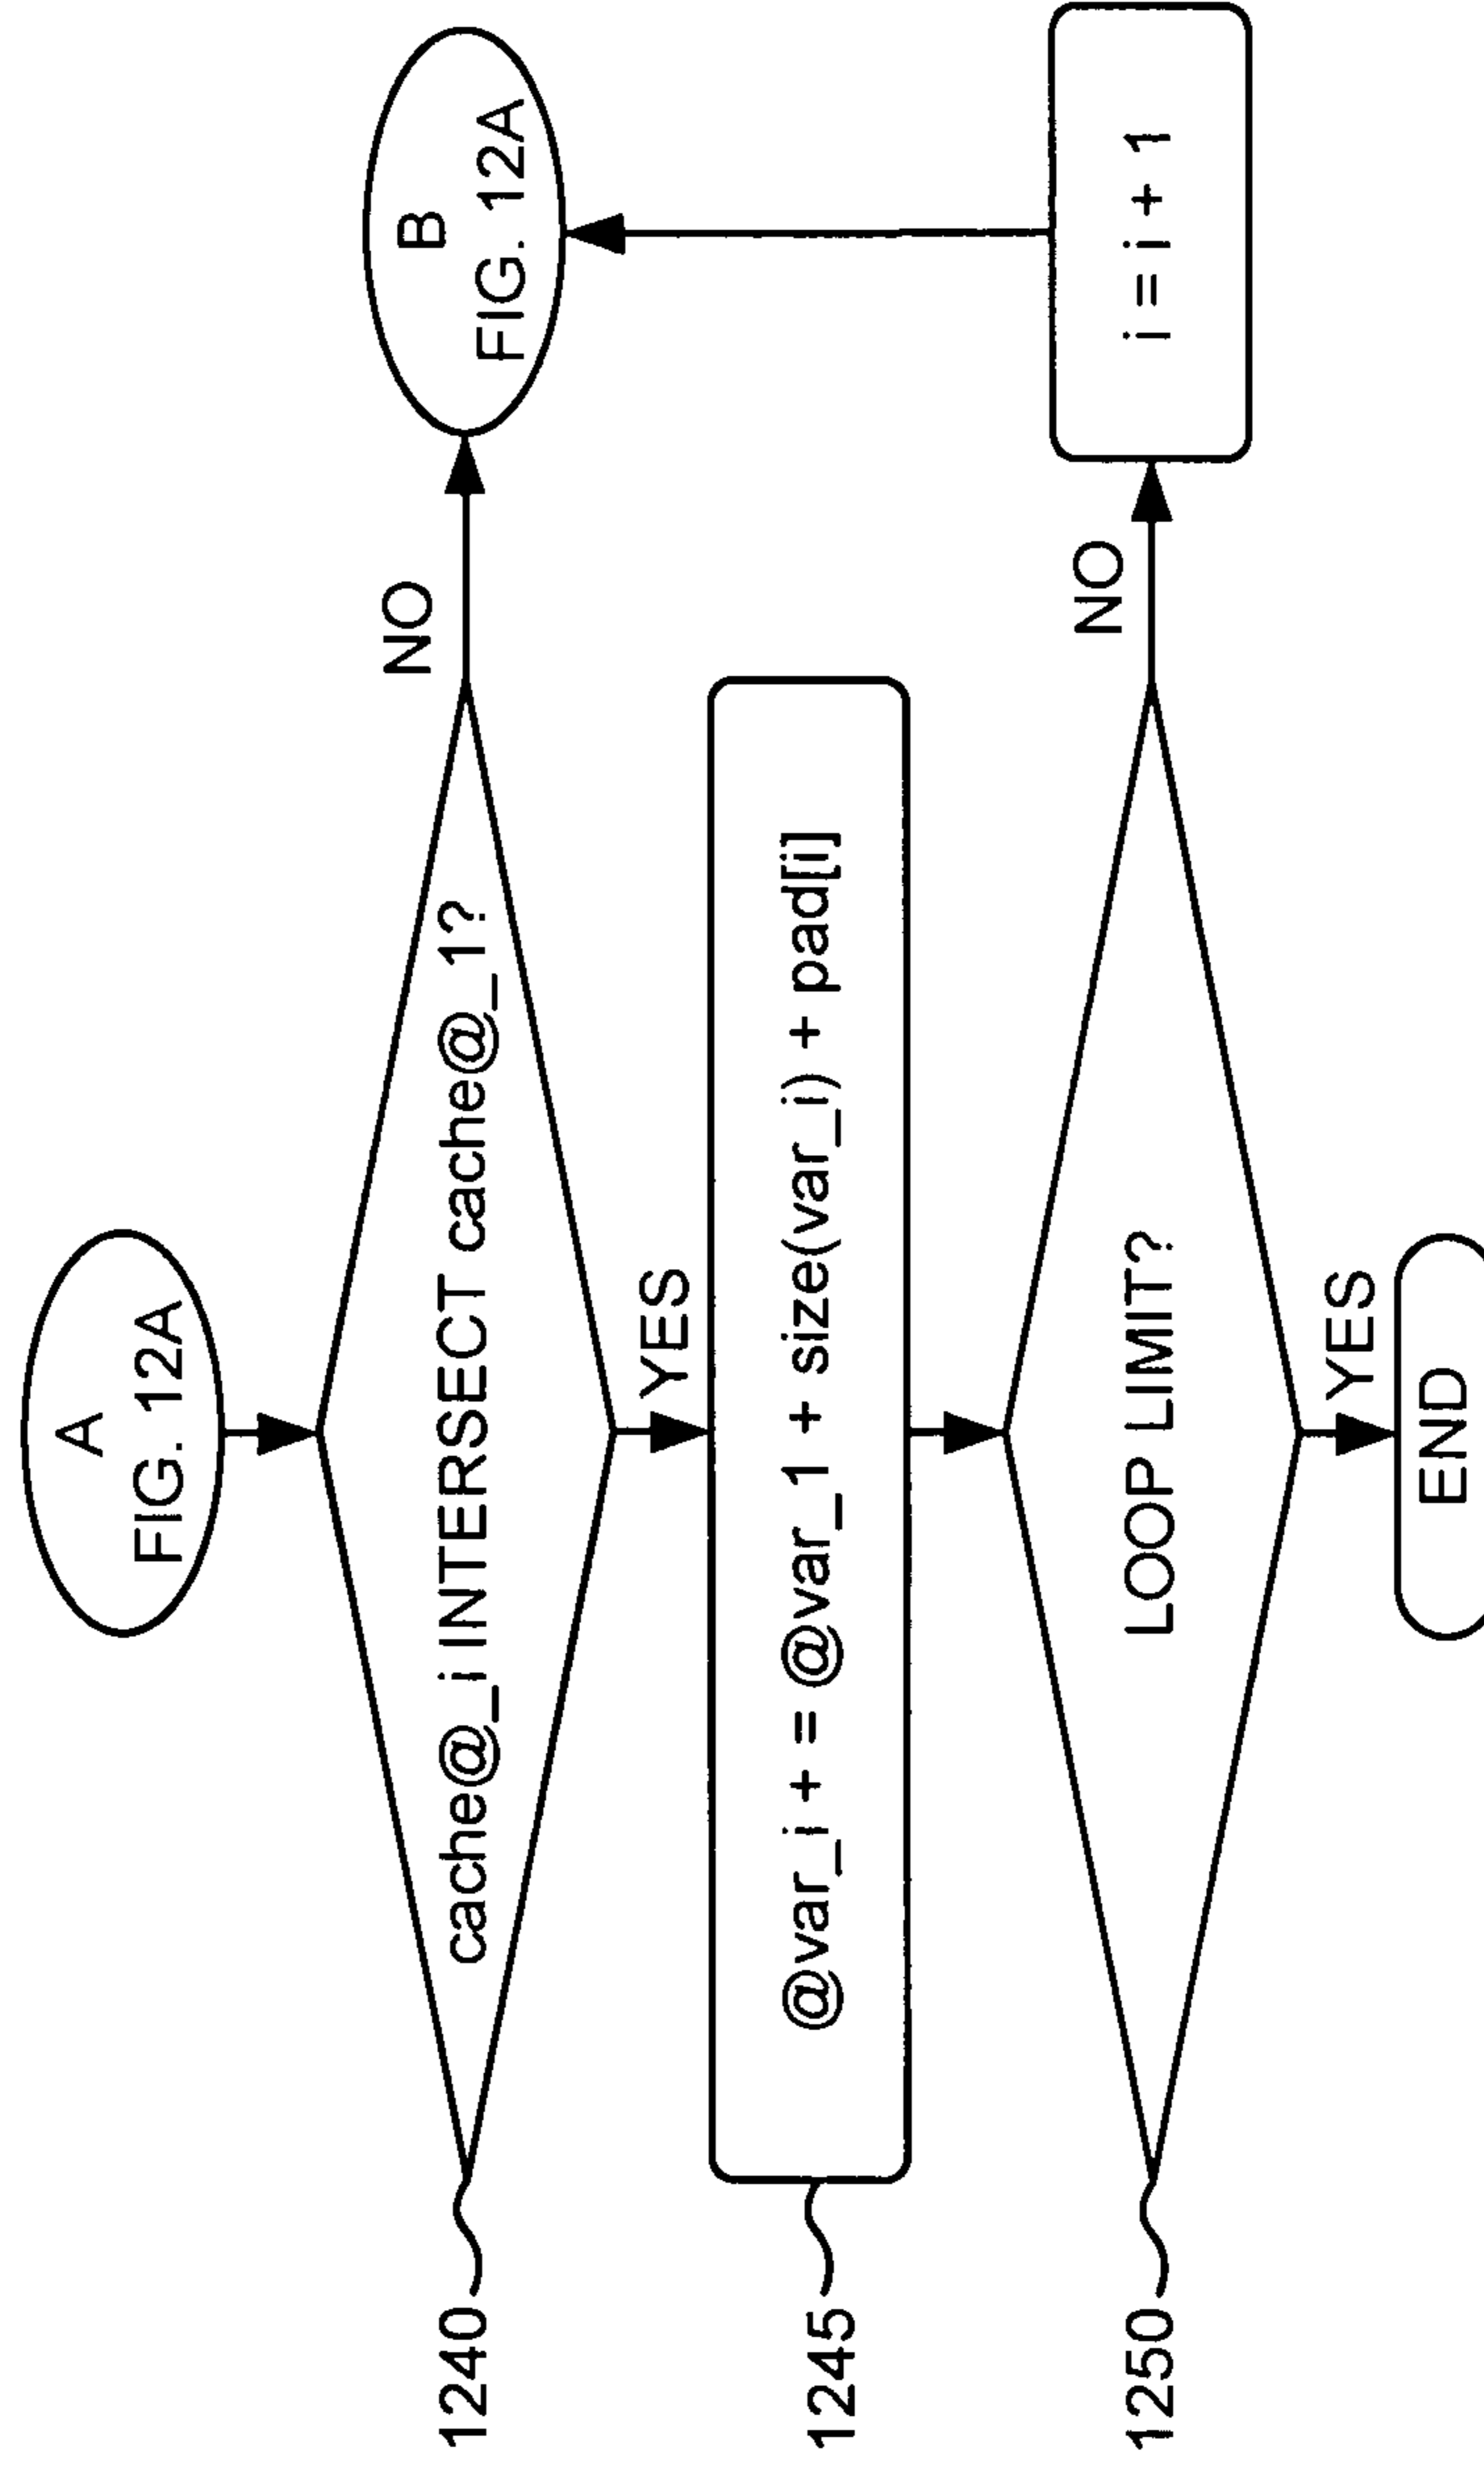 A
FIG. 12A
1240
cache@_i INTERSECT cache@_1?
NO
B
FIG. 12A
YES
1245
@var_i + = @var_1 + size(var_i) + pad[i]
1250
LOOP LIMIT?
NO
i = i + 1
YES
END